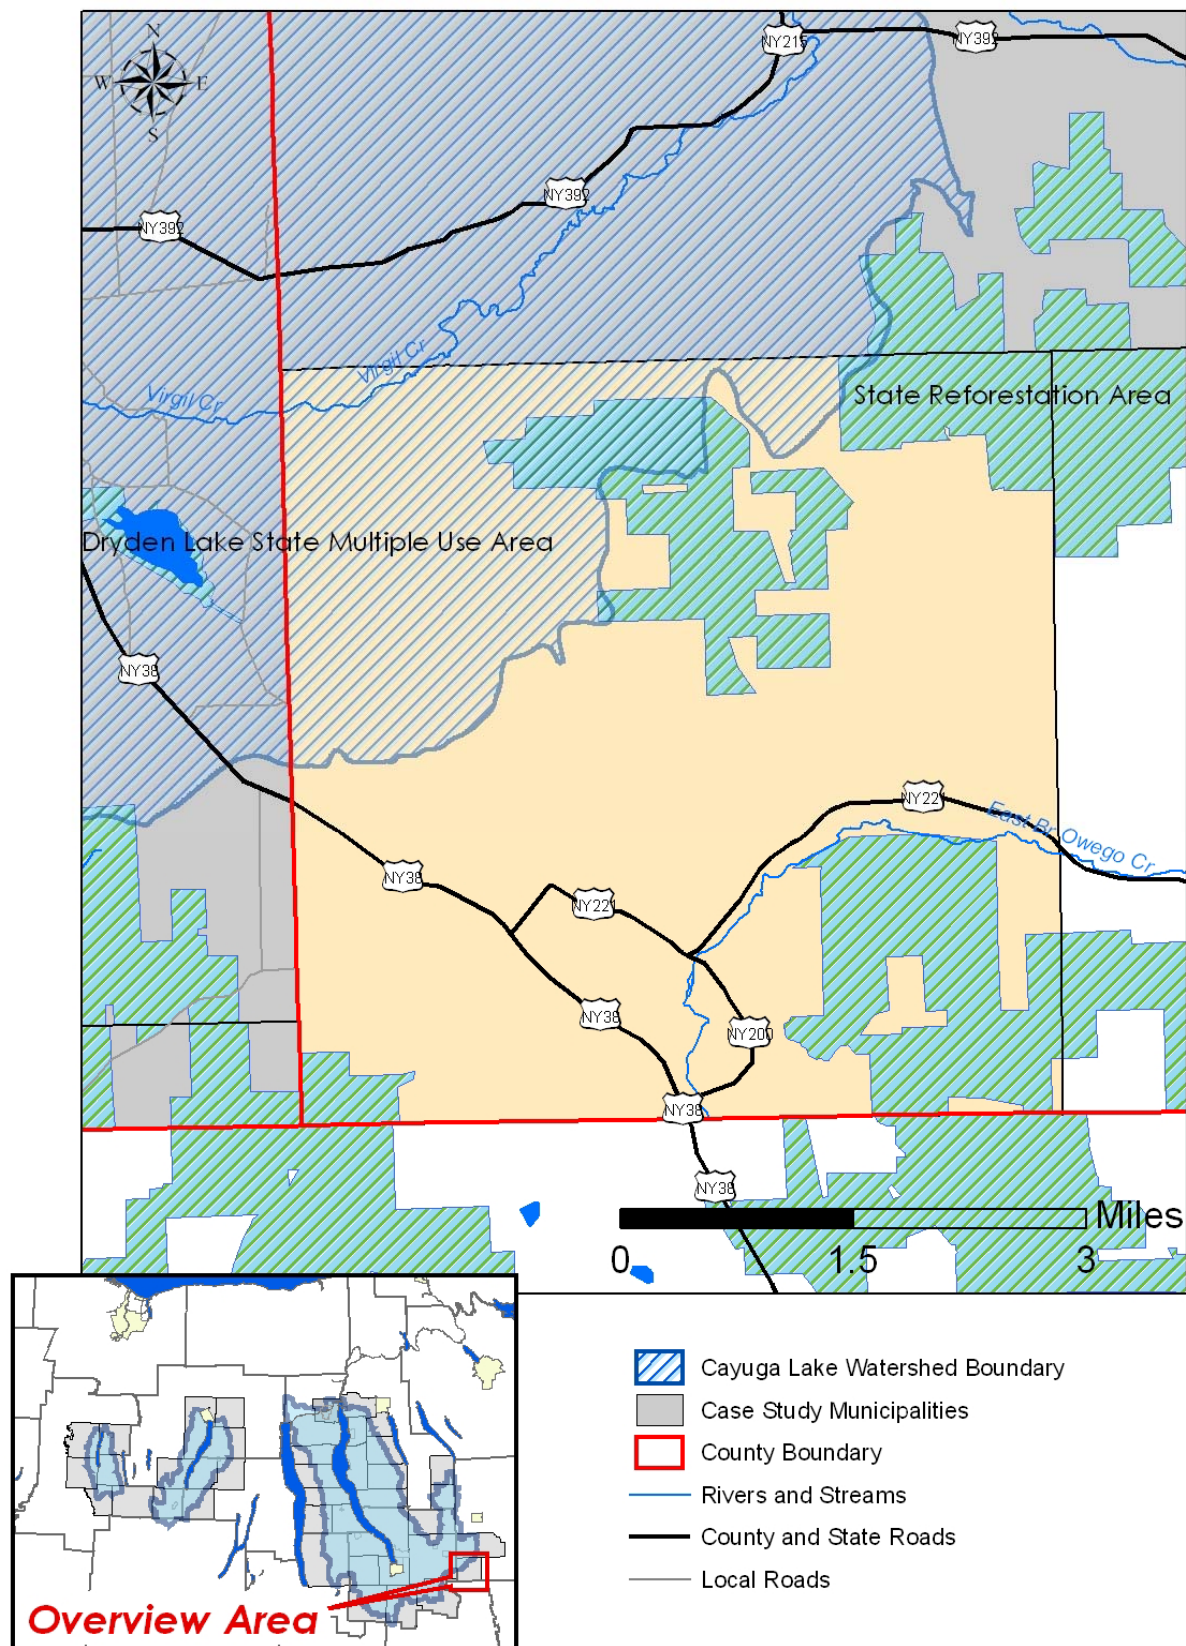 N
W E
S
NY215
NY392
NY392
NY392
Virgil Cr
Virgil Cr
State Reforestation Area
Dryden Lake State Multiple Use Area
NY38
NY221
East Br Owego Cr
NY38
NY221
NY38
NY200
NY38
NY38
Miles
0 1.5 3
Overview Area
Cayuga Lake Watershed Boundary
Case Study Municipalities
County Boundary
Rivers and Streams
County and State Roads
Local Roads